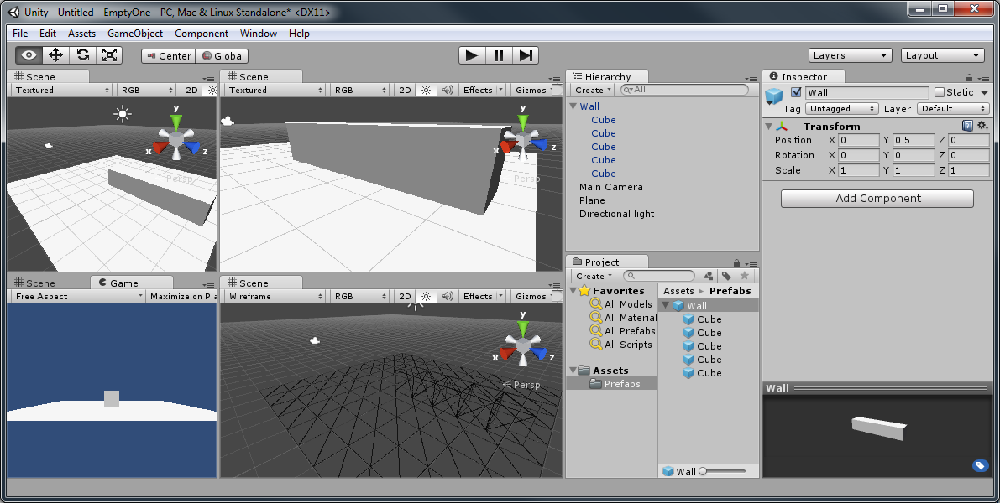 Unity - Untitled - EmptyOne - PC, Mac & Linux Standalone* <DX11>
File Edit Assets GameObject Component Window Help
Center Global Layers Layout
Scene
Textured RGB 2D
y
x z
Persp
Scene
Textured RGB 2D Effects Gizmos
y
x z
Persp
Scene Game
Free Aspect Maximize on Pla
Scene
Wireframe RGB 2D Effects Gizmos
y
x z
Persp
Hierarchy
Create All
Wall
Cube
Cube
Cube
Cube
Cube
Main Camera
Plane
Directional light
Project
Create
Favorites
All Models
All Material
All Prefabs
All Scripts
Assets
Prefabs
Assets Prefabs
Wall
Cube
Cube
Cube
Cube
Cube
Wall
Inspector
Wall Static
Tag Untagged Layer Default
Transform
Position X 0 Y 0.5 Z 0
Rotation X 0 Y 0 Z 0
Scale X 1 Y 1 Z 1
Add Component
Wall